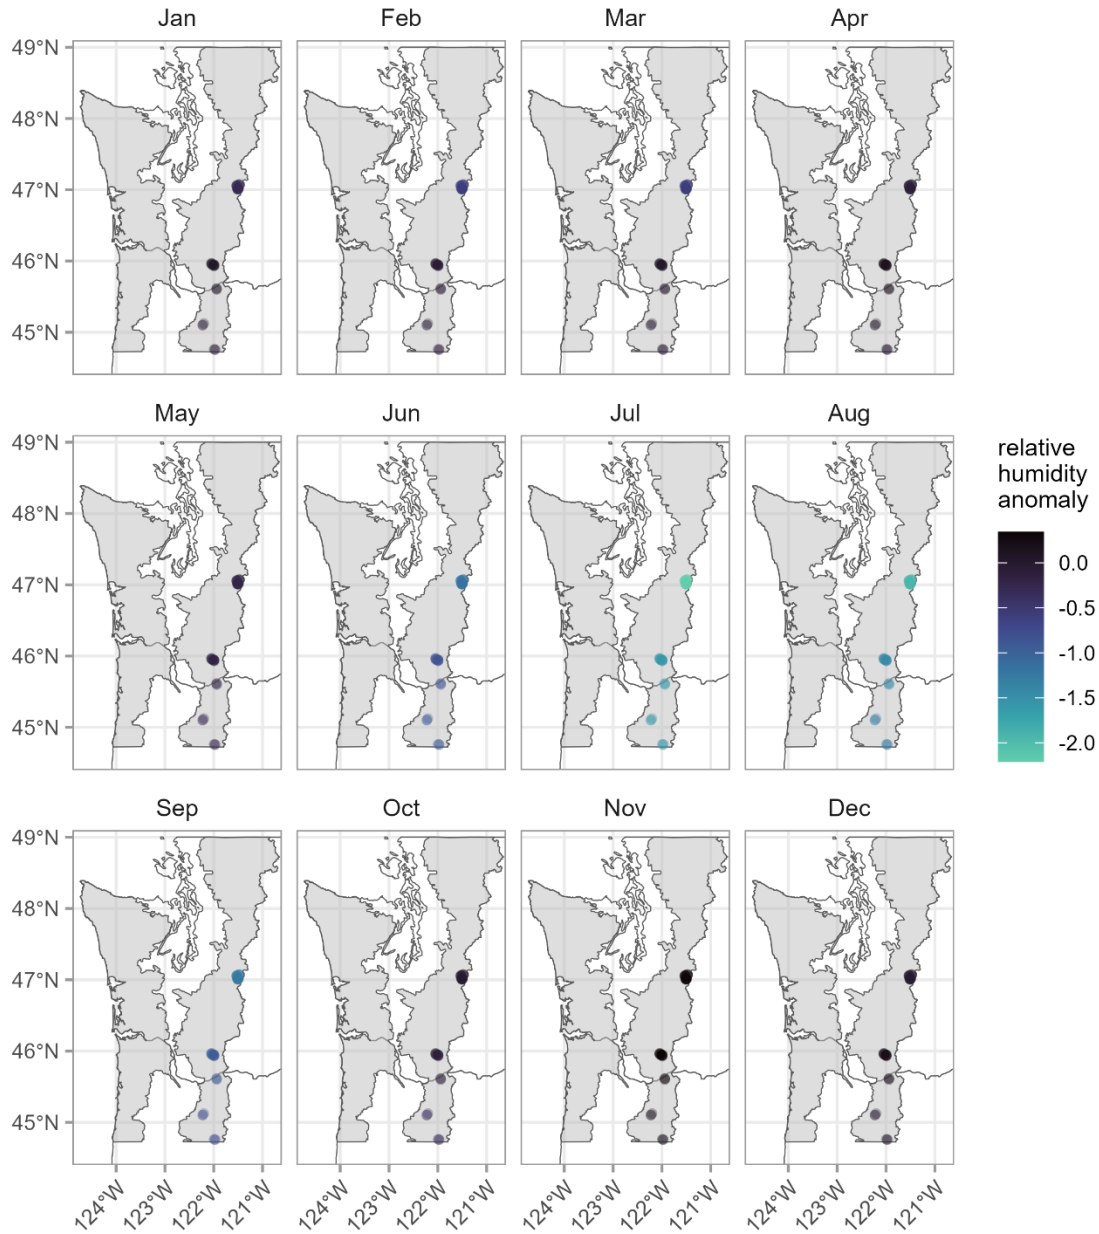 Jan Feb Mar Apr
49°N
48°N
47°N
46°N
45°N
May Jun Jul Aug
49°N
48°N
47°N
46°N
45°N
relative
humidity
anomaly
0.0
-0.5
-1.0
-1.5
-2.0
Sep Oct Nov Dec
49°N
48°N
47°N
46°N
45°N
124°W 123°W 122°W 121°W 124°W 123°W 122°W 121°W 124°W 123°W 122°W 121°W 124°W 123°W 122°W 121°W